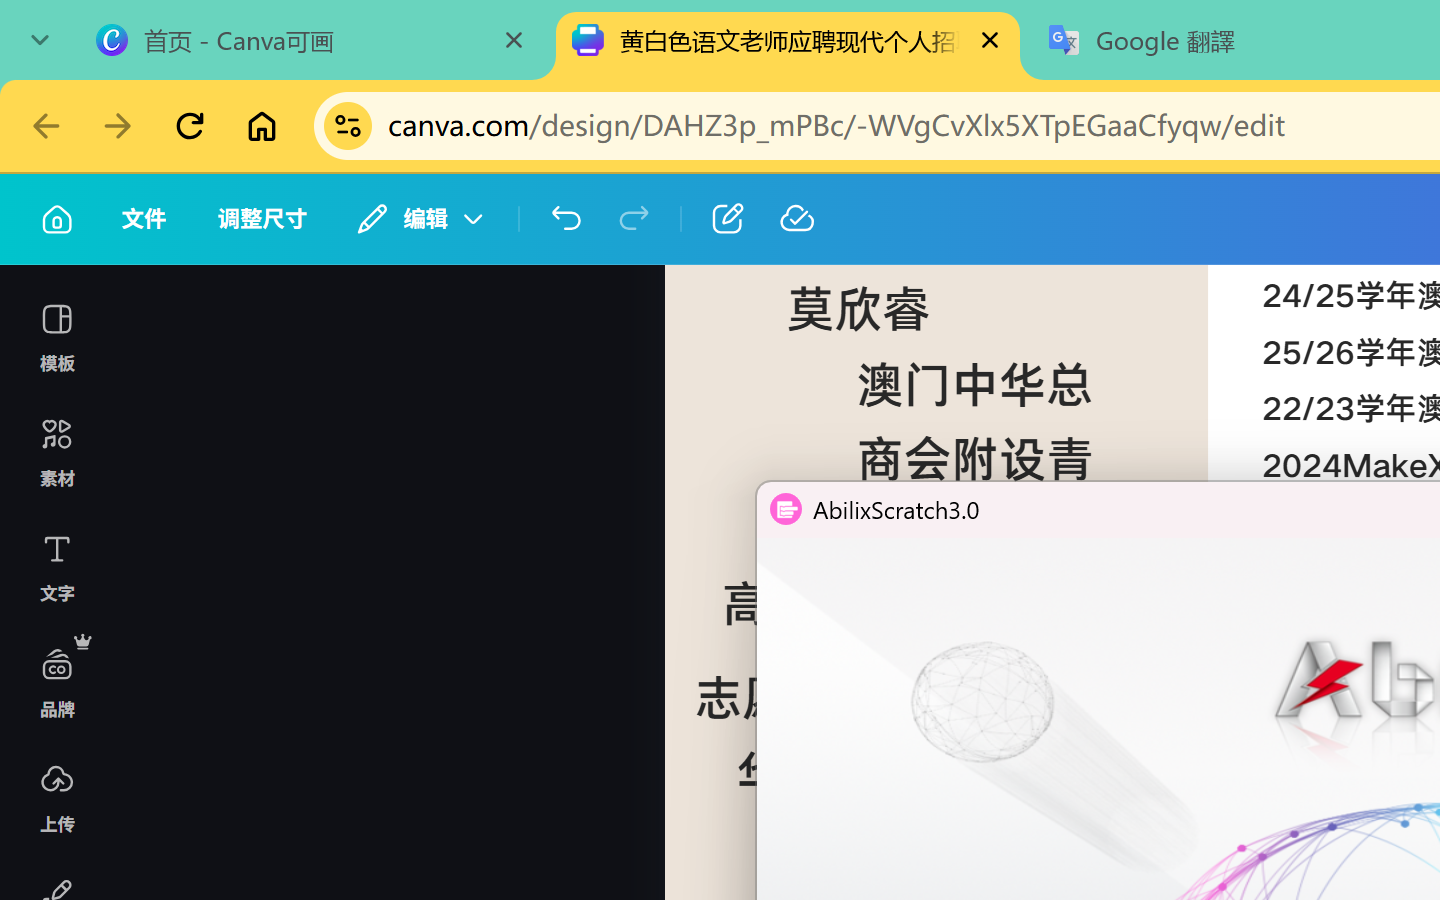 首页 - Canva可画
黄白色语文老师应聘现代个人招
Google 翻譯
canva.com/design/DAHZ3p_mPBc/-WVgCvXlx5XTpEGaaCfyqw/edit
文件
调整尺寸
编辑
模板
素材
文字
品牌
上传
莫欣睿
澳门中华总
商会附设青
高
志愿
华
24/25学年澳
25/26学年澳
22/23学年澳
2024MakeX
AbilixScratch3.0
Abil